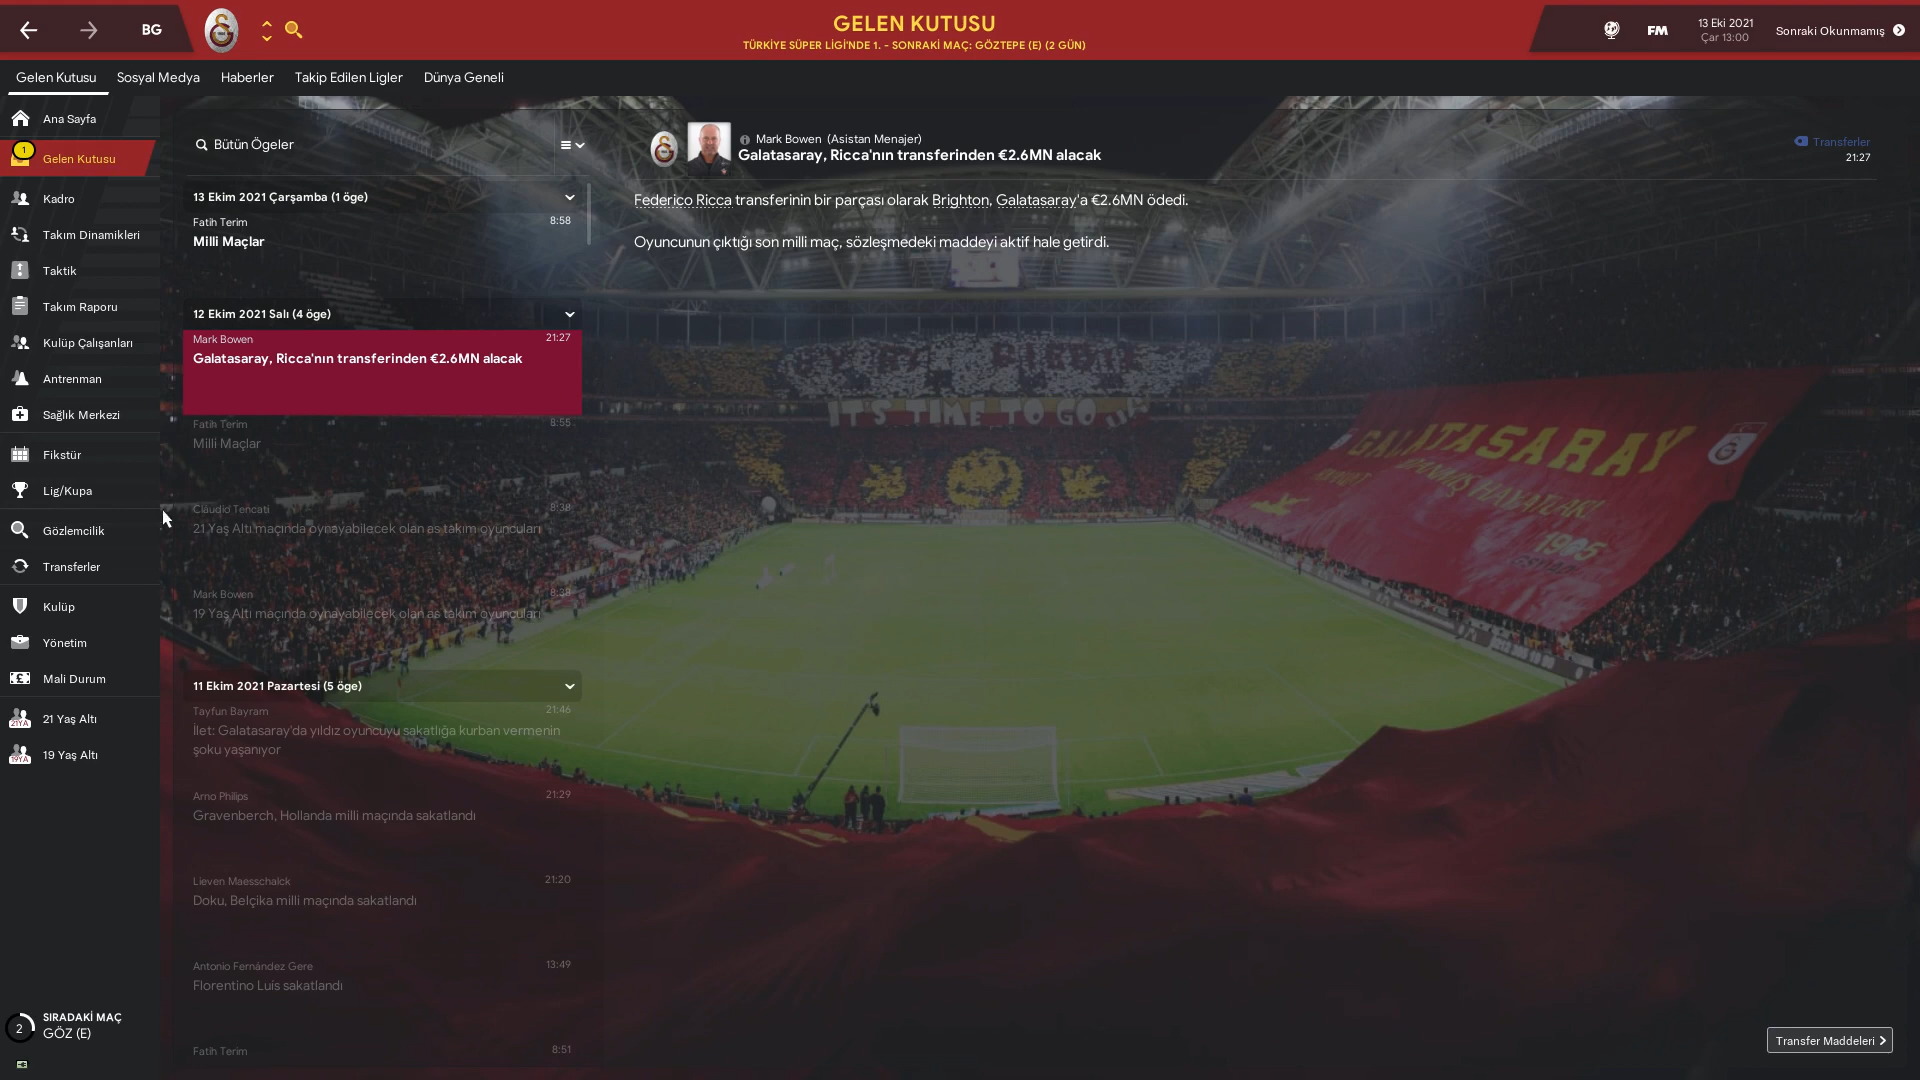 BG
GELEN KUTUSU
TÜRKİYE SÜPER LİGİ'NDE 1. - SONRAKİ MAÇ: GÖZTEPE (E) (2 GÜN)
FM
13 Eki 2021
Çar 13:00
Sonraki Okunmamış
Gelen Kutusu
Sosyal Medya
Haberler
Takip Edilen Ligler
Dünya Geneli
Ana Sayfa
1
Gelen Kutusu
Kadro
Takım Dinamikleri
Taktik
Takım Raporu
Kulüp Çalışanları
Antrenman
Sağlık Merkezi
Fikstür
Lig/Kupa
Gözlemcilik
Transferler
Kulüp
Yönetim
Mali Durum
21YA
21 Yaş Altı
19YA
19 Yaş Altı
2
SIRADAKİ MAÇ
GÖZ (E)
Bütün Ögeler
13 Ekim 2021 Çarşamba (1 öge)
Fatih Terim
8:58
Milli Maçlar
12 Ekim 2021 Salı (4 öge)
Mark Bowen
21:27
Galatasaray, Ricca'nın transferinden €2.6MN alacak
Fatih Terim
8:55
Milli Maçlar
Claudio Tencati
8:38
21 Yaş Altı maçında oynayabilecek olan as takım oyuncuları
Mark Bowen
8:38
19 Yaş Altı maçında oynayabilecek olan as takım oyuncuları
11 Ekim 2021 Pazartesi (5 öge)
Tayfun Bayram
21:46
İlet: Galatasaray'da yıldız oyuncuyu sakatlığa kurban vermenin
şoku yaşanıyor
Arno Philips
21:29
Gravenberch, Hollanda milli maçında sakatlandı
Lieven Maesschalck
21:20
Doku, Belçika milli maçında sakatlandı
Antonio Fernández Gere
13:49
Florentino Luís sakatlandı
Fatih Terim
8:51
Mark Bowen (Asistan Menajer)
Galatasaray, Ricca'nın transferinden €2.6MN alacak
Transferler
21:27
Federico Ricca transferinin bir parçası olarak Brighton, Galatasaray'a €2.6MN ödedi.
Oyuncunun çıktığı son milli maç, sözleşmedeki maddeyi aktif hale getirdi.
IT'S TIME TO GO
GALATASARAY
Transfer Maddeleri